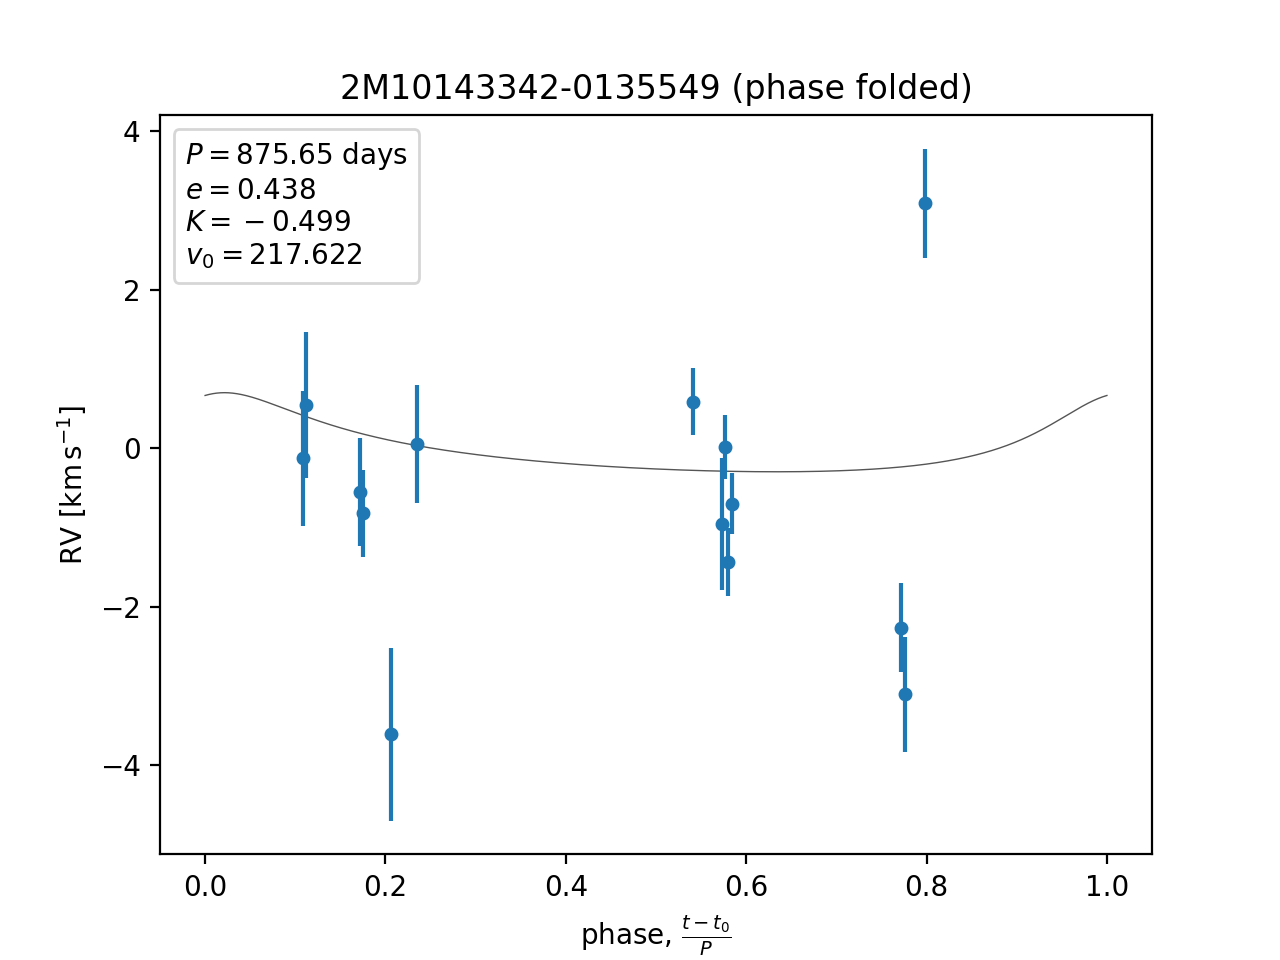 2M10143342-0135549 (phase folded)
P = 875.65 days
e = 0.438
K = −0.499
v₀ = 217.622
4
2
0
−2
−4
RV [km s⁻¹]
0.0 0.2 0.4 0.6 0.8 1.0
phase, (t − t₀)/P